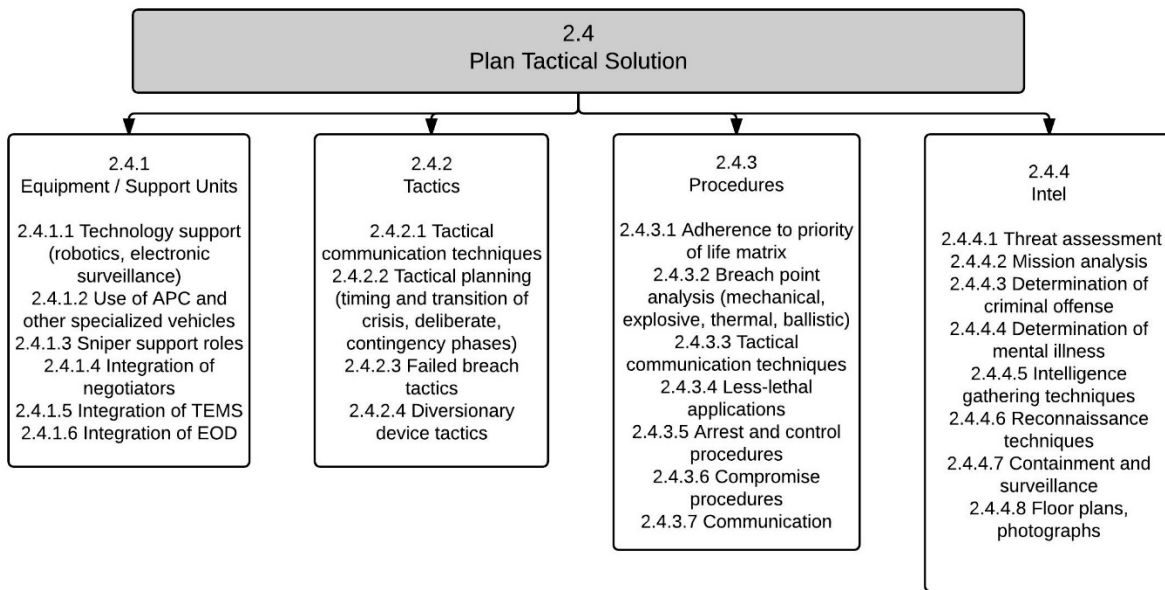 2.4
Plan Tactical Solution
2.4.1
Equipment / Support Units
2.4.1.1 Technology support
(robotics, electronic
surveillance)
2.4.1.2 Use of APC and
other specialized vehicles
2.4.1.3 Sniper support roles
2.4.1.4 Integration of
negotiators
2.4.1.5 Integration of TEMS
2.4.1.6 Integration of EOD
2.4.2
Tactics
2.4.2.1 Tactical
communication techniques
2.4.2.2 Tactical planning
(timing and transition of
crisis, deliberate,
contingency phases)
2.4.2.3 Failed breach
tactics
2.4.2.4 Diversionary
device tactics
2.4.3
Procedures
2.4.3.1 Adherence to priority
of life matrix
2.4.3.2 Breach point
analysis (mechanical,
explosive, thermal, ballistic)
2.4.3.3 Tactical
communication techniques
2.4.3.4 Less-lethal
applications
2.4.3.5 Arrest and control
procedures
2.4.3.6 Compromise
procedures
2.4.3.7 Communication
2.4.4
Intel
2.4.4.1 Threat assessment
2.4.4.2 Mission analysis
2.4.4.3 Determination of
criminal offense
2.4.4.4 Determination of
mental illness
2.4.4.5 Intelligence
gathering techniques
2.4.4.6 Reconnaissance
techniques
2.4.4.7 Containment and
surveillance
2.4.4.8 Floor plans,
photographs